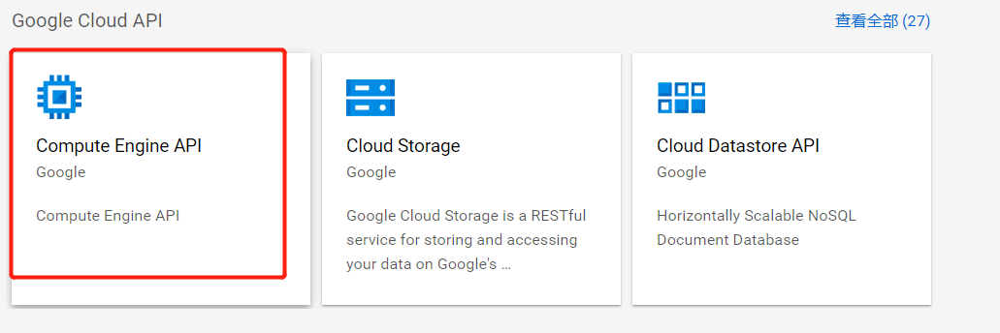 Google Cloud API
查看全部 (27)
Compute Engine API
Google
Compute Engine API
Cloud Storage
Google
Google Cloud Storage is a RESTful
service for storing and accessing
your data on Google's ...
Cloud Datastore API
Google
Horizontally Scalable NoSQL
Document Database